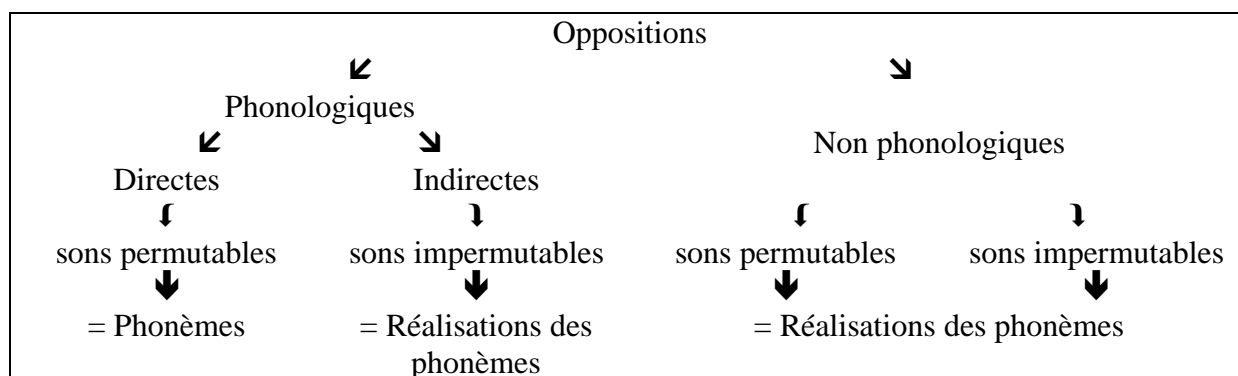 Oppositions
Phonologiques
Non phonologiques
Directes Indirectes
sons permutables sons impermutables sons permutables sons impermutables
= Phonèmes = Réalisations des = Réalisations des phonèmes
phonèmes